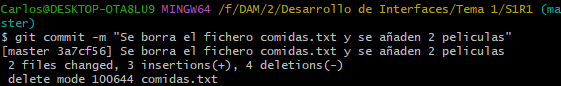 Carlos@DESKTOP-OTA8LU9 MINGW64 /f/DAM/2/Desarrollo de Interfaces/Tema 1/S1R1 (ma
ster)
$ git commit -m "Se borra el fichero comidas.txt y se añaden 2 peliculas"
[master 3a7cf56] Se borra el fichero comidas.txt y se añaden 2 peliculas
 2 files changed, 3 insertions(+), 4 deletions(-)
 delete mode 100644 comidas.txt